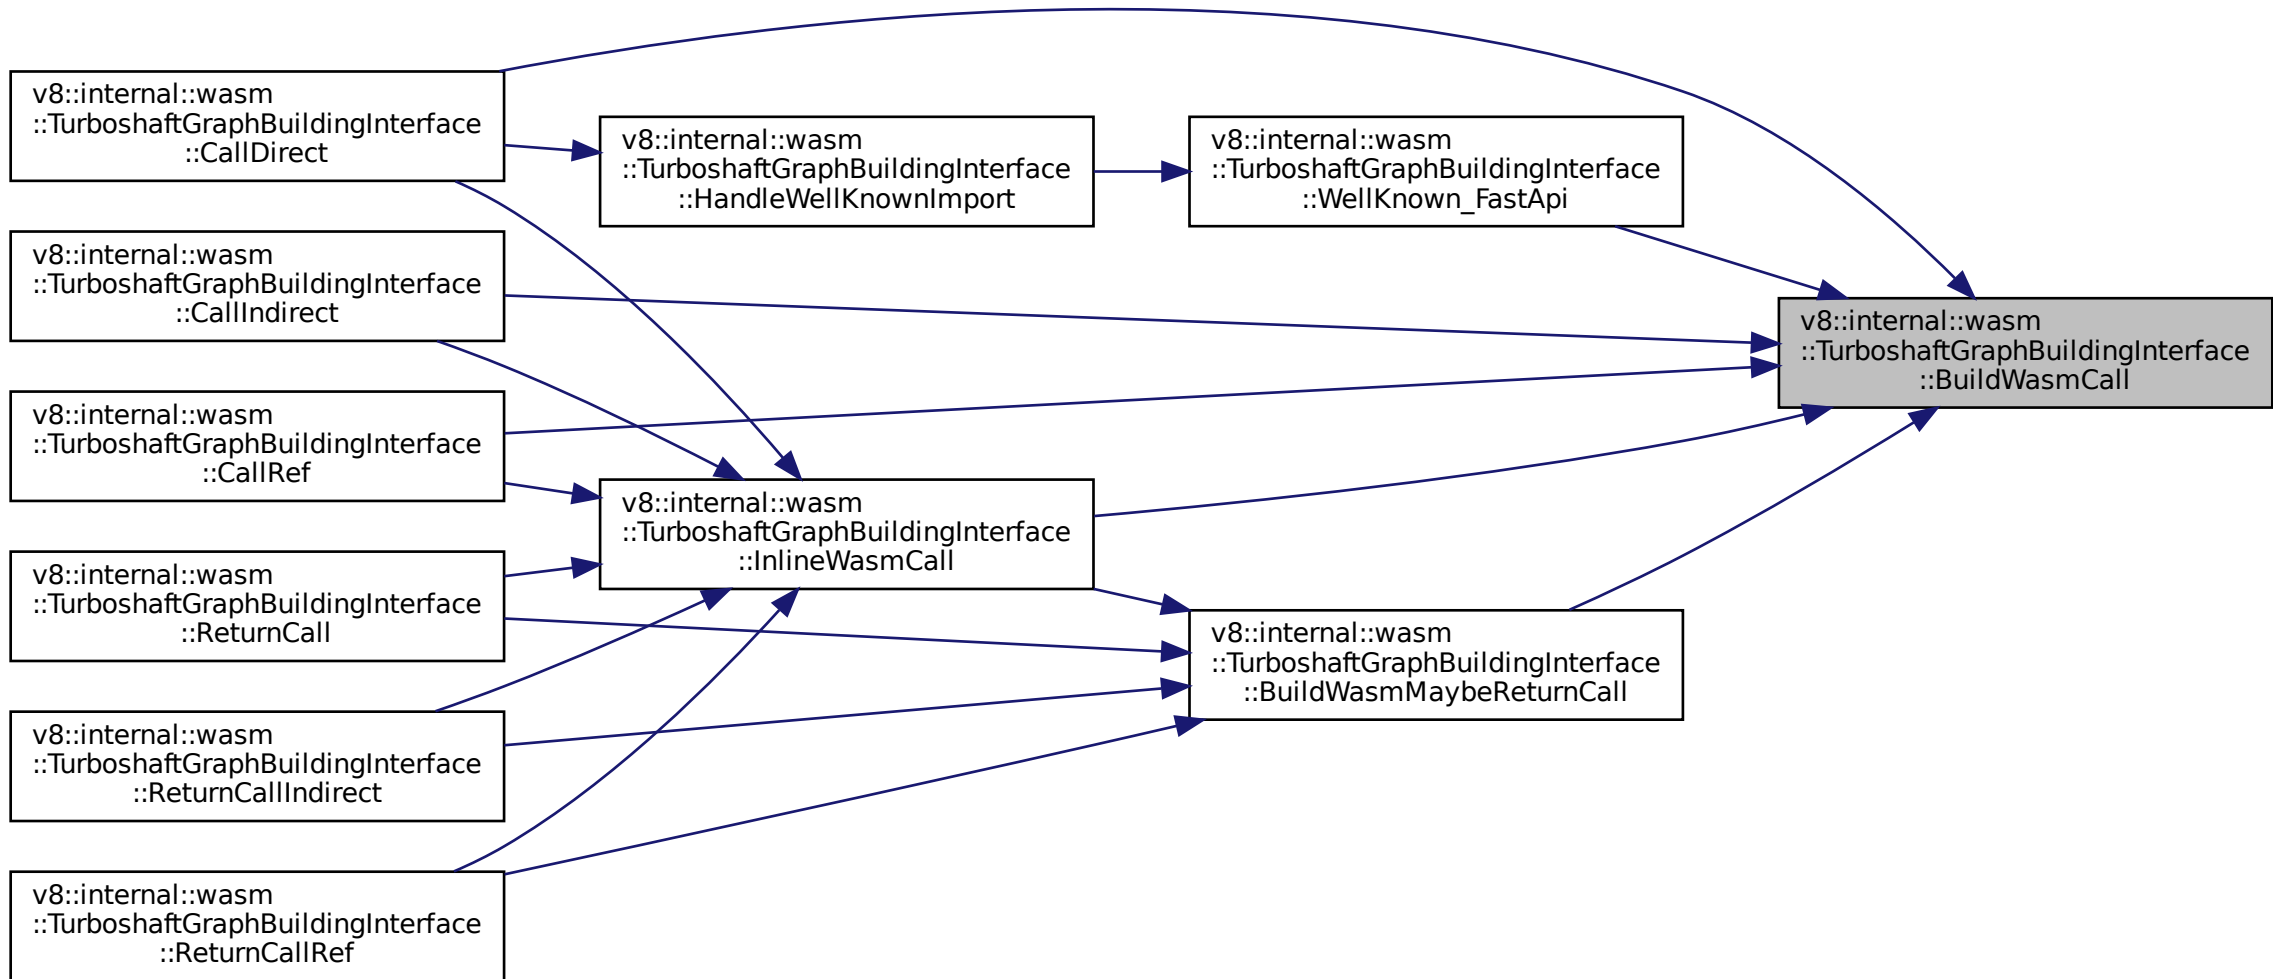 v8::internal::wasm
::TurboshaftGraphBuildingInterface
::CallDirect
v8::internal::wasm
::TurboshaftGraphBuildingInterface
::HandleWellKnownImport
v8::internal::wasm
::TurboshaftGraphBuildingInterface
::WellKnown_FastApi
v8::internal::wasm
::TurboshaftGraphBuildingInterface
::CallIndirect
v8::internal::wasm
::TurboshaftGraphBuildingInterface
::BuildWasmCall
v8::internal::wasm
::TurboshaftGraphBuildingInterface
::CallRef
v8::internal::wasm
::TurboshaftGraphBuildingInterface
::InlineWasmCall
v8::internal::wasm
::TurboshaftGraphBuildingInterface
::ReturnCall
v8::internal::wasm
::TurboshaftGraphBuildingInterface
::BuildWasmMaybeReturnCall
v8::internal::wasm
::TurboshaftGraphBuildingInterface
::ReturnCallIndirect
v8::internal::wasm
::TurboshaftGraphBuildingInterface
::ReturnCallRef